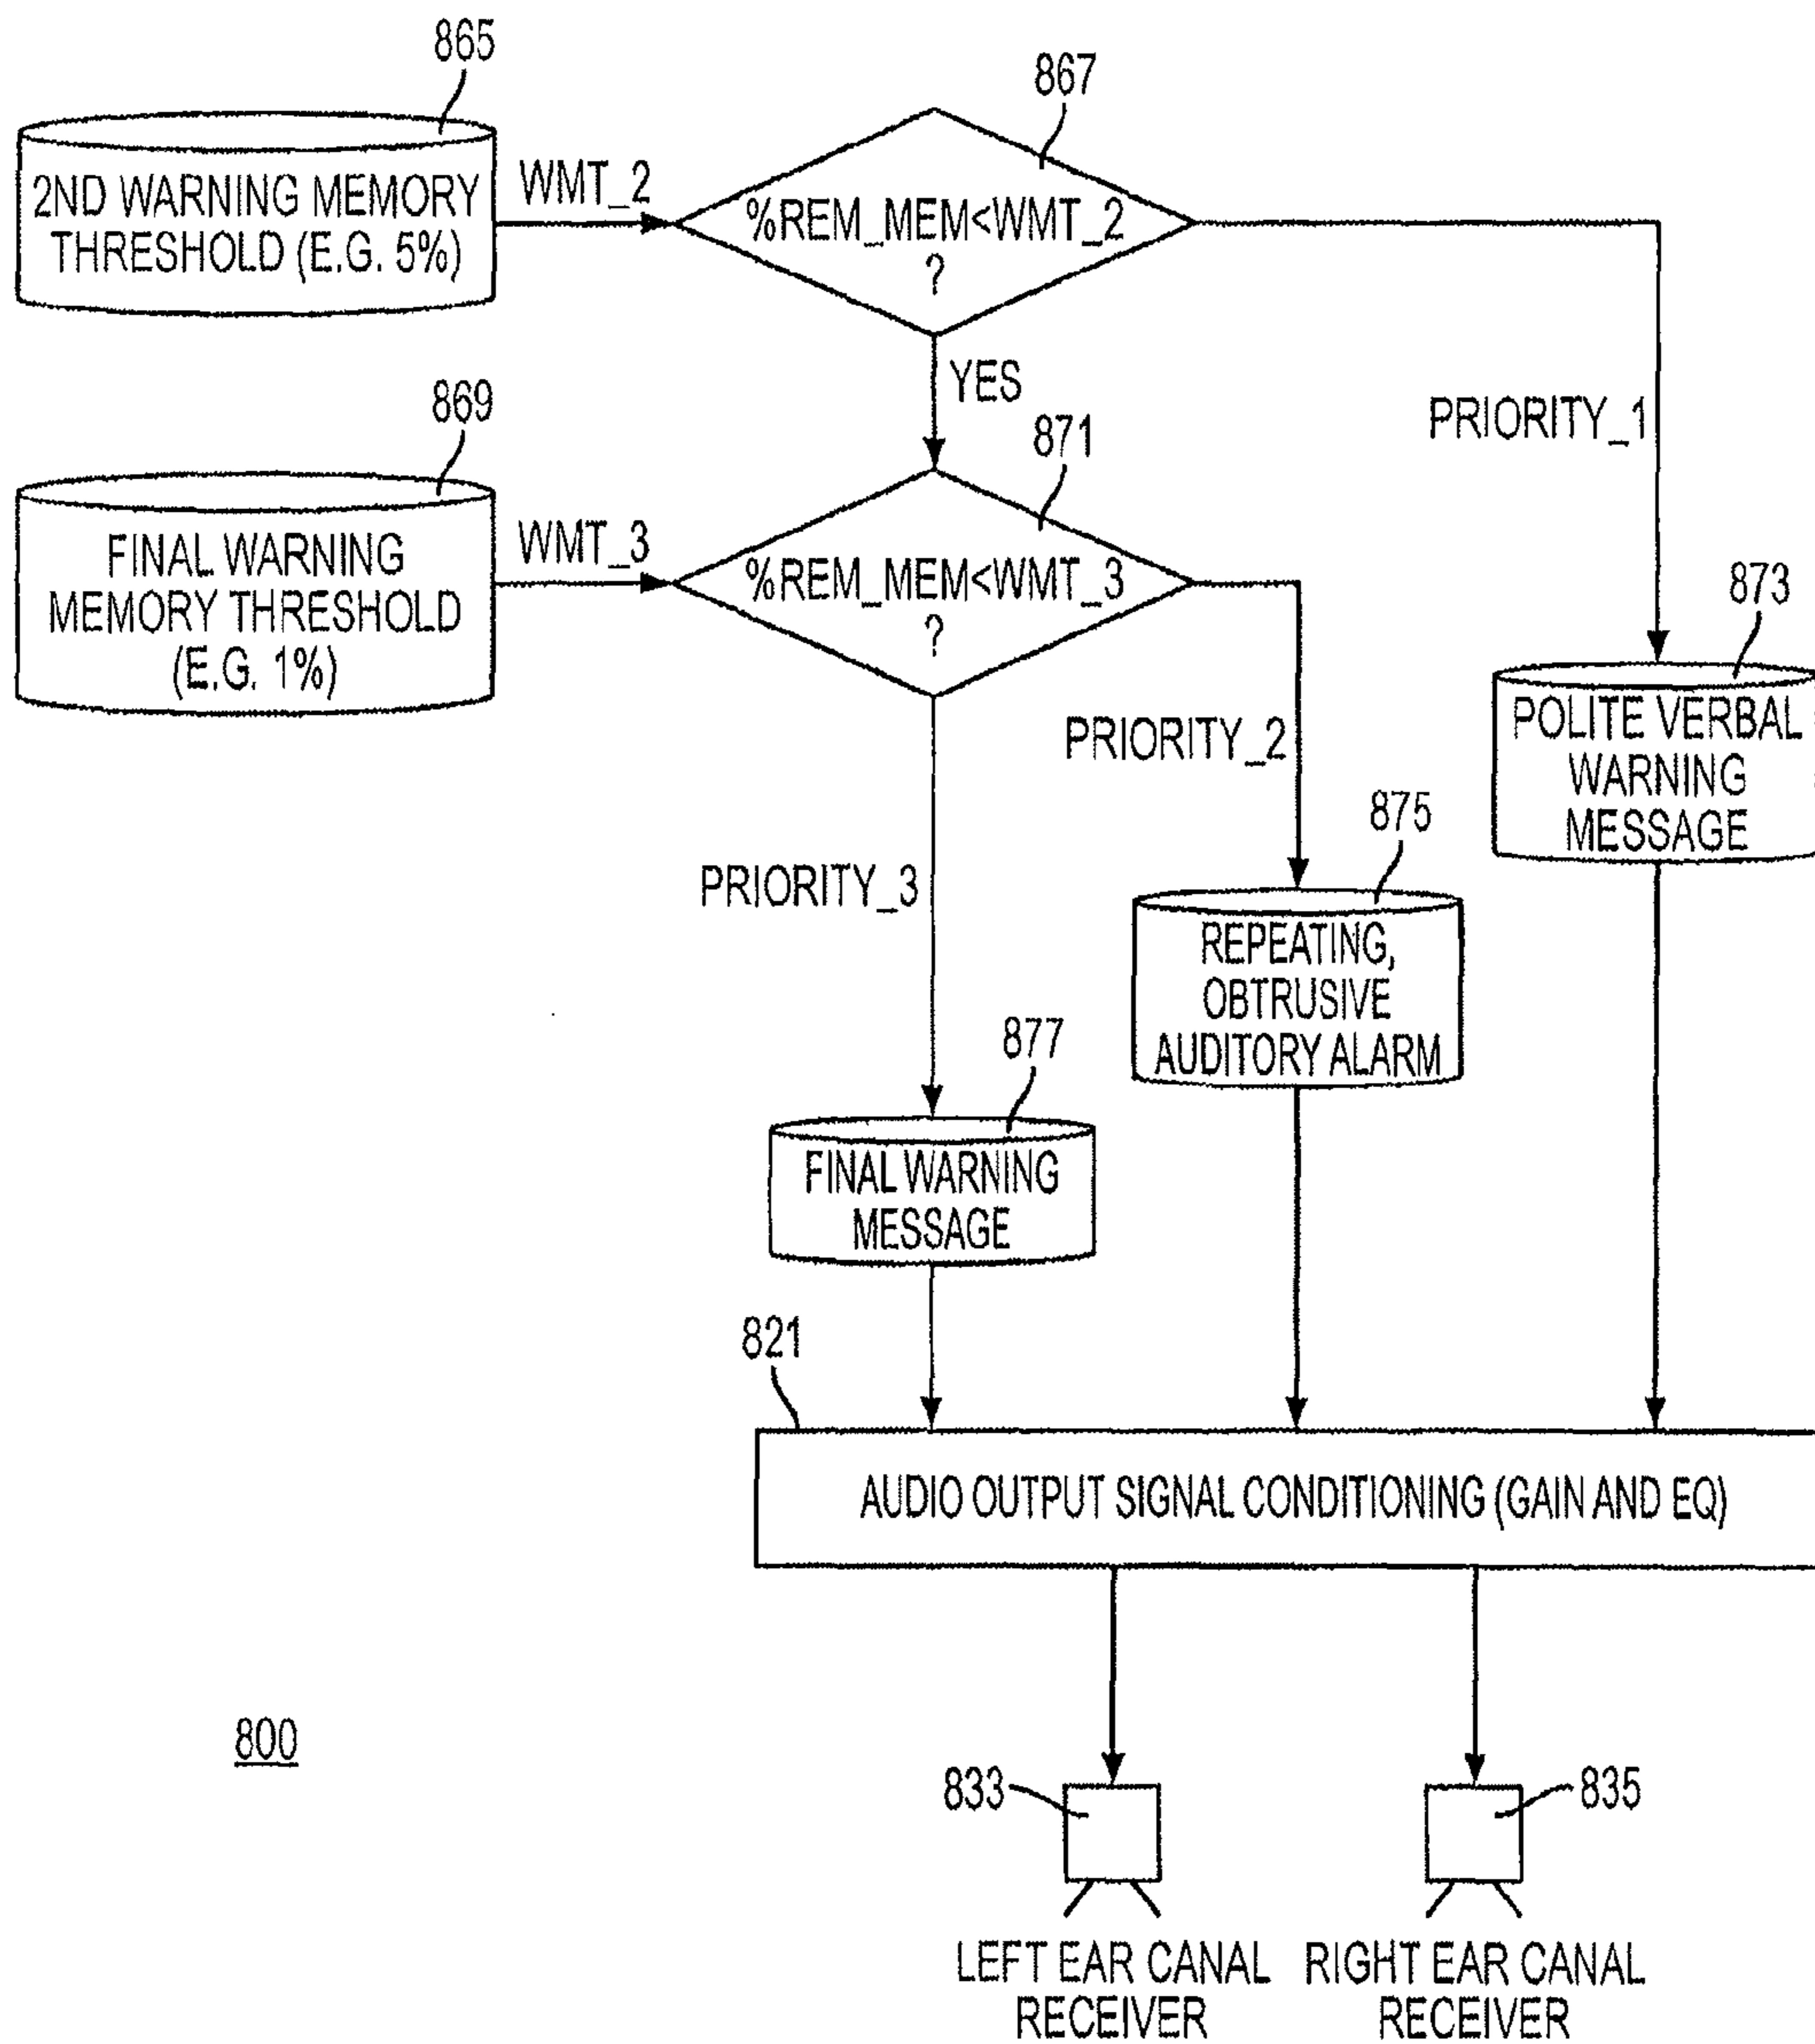 865
867
2ND WARNING MEMORY
THRESHOLD (E.G. 5%)
WMT_2
%REM_MEM<WMT_2
?
YES
PRIORITY_1
869
871
FINAL WARNING
MEMORY THRESHOLD
(E.G. 1%)
WMT_3
%REM_MEM<WMT_3
?
873
POLITE VERBAL
WARNING
MESSAGE
PRIORITY_2
875
PRIORITY_3
REPEATING,
OBTRUSIVE
AUDITORY ALARM
877
FINAL WARNING
MESSAGE
821
AUDIO OUTPUT SIGNAL CONDITIONING (GAIN AND EQ)
800
833
835
LEFT EAR CANAL
RECEIVER
RIGHT EAR CANAL
RECEIVER